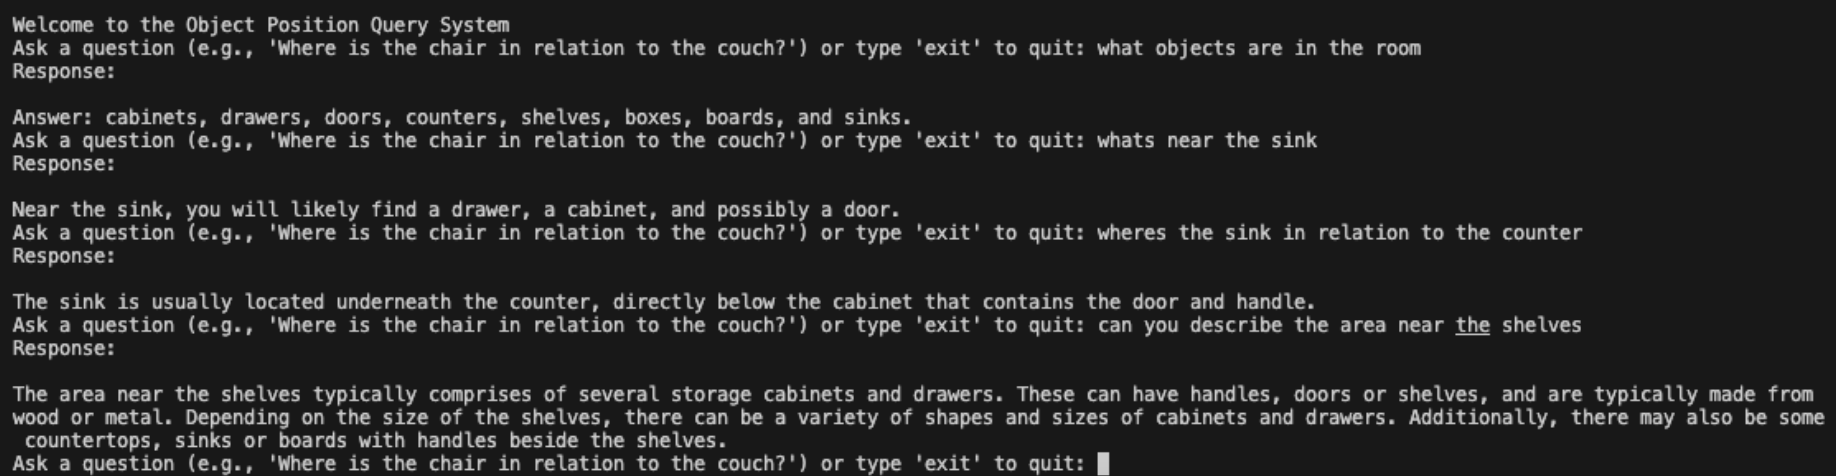 Welcome to the Object Position Query System
Ask a question (e.g., 'Where is the chair in relation to the couch?') or type 'exit' to quit: what objects are in the room
Response:
Answer: cabinets, drawers, doors, counters, shelves, boxes, boards, and sinks.
Ask a question (e.g., 'Where is the chair in relation to the couch?') or type 'exit' to quit: whats near the sink
Response:
Near the sink, you will likely find a drawer, a cabinet, and possibly a door.
Ask a question (e.g., 'Where is the chair in relation to the couch?') or type 'exit' to quit: wheres the sink in relation to the counter
Response:
The sink is usually located underneath the counter, directly below the cabinet that contains the door and handle.
Ask a question (e.g., 'Where is the chair in relation to the couch?') or type 'exit' to quit: can you describe the area near the shelves
Response:
The area near the shelves typically comprises of several storage cabinets and drawers. These can have handles, doors or shelves, and are typically made from
wood or metal. Depending on the size of the shelves, there can be a variety of shapes and sizes of cabinets and drawers. Additionally, there may also be some
countertops, sinks or boards with handles beside the shelves.
Ask a question (e.g., 'Where is the chair in relation to the couch?') or type 'exit' to quit: